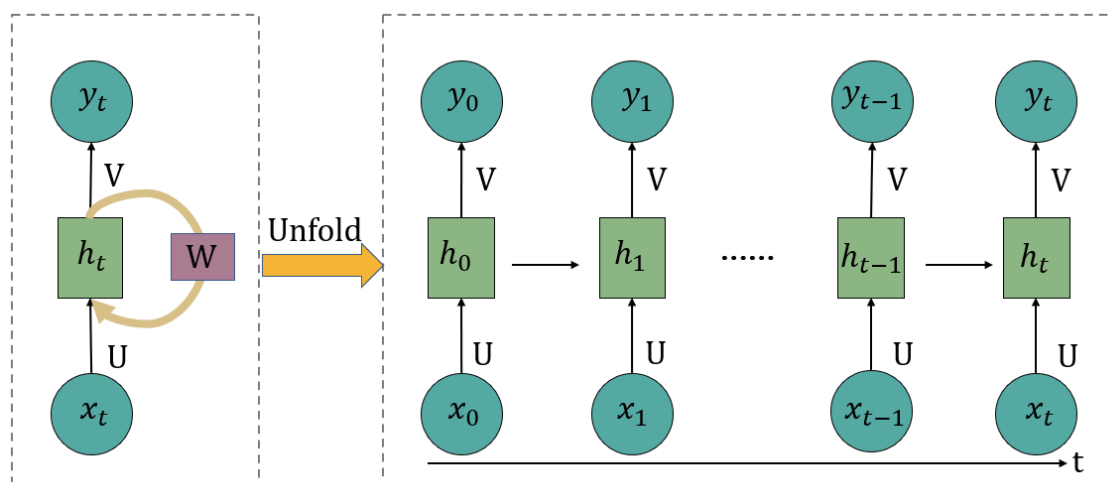 y_t
V
h_t
W
U
x_t
Unfold
y_0 y_1 y_{t−1} y_t
V V V V
h_0 h_1 ...... h_{t−1} h_t
U U U U
x_0 x_1 x_{t−1} x_t
t